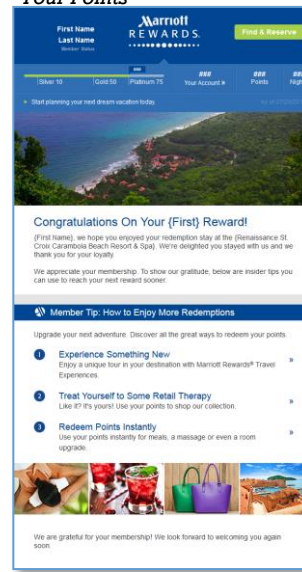 Your Points
First Name
Last Name
Member Status
Marriott
REWARDS.
Find & Reserve
###
Silver 10
Gold 50
Platinum 75
###
Your Account »
###
Points
###
Nigh
Start planning your next dream vacation today.
Congratulations On Your {First} Reward!
{First Name}, we hope you enjoyed your redemption stay at the {Renaissance St.
Croix Carambola Beach Resort & Spa}. We're delighted you stayed with us and we
thank you for your loyalty.
We appreciate your membership. To show our gratitude, below are insider tips you
can use to reach your next reward sooner.
Member Tip: How to Enjoy More Redemptions
Upgrade your next adventure. Discover all the great ways to redeem your points.
1 Experience Something New »
Enjoy a unique tour in your destination with Marriott Rewards® Travel
Experiences.
2 Treat Yourself to Some Retail Therapy »
Like it? It's yours! Use your points to shop our collection.
3 Redeem Points Instantly »
Use your points instantly for meals, a massage or even a room
upgrade.
We are grateful for your membership! We look forward to welcoming you again
soon.